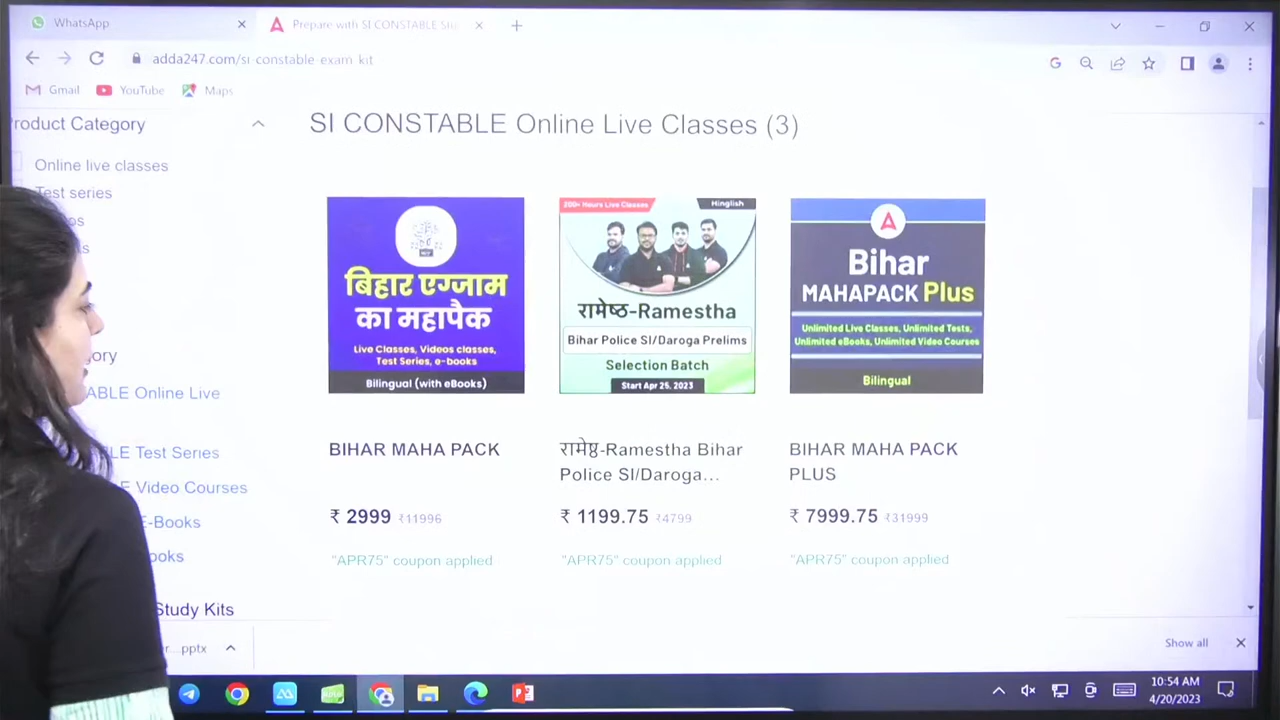 WhatsApp
Prepare with SI CONSTABLE Stu
adda247.com/si-constable-exam-kit
Gmail
YouTube
Maps
roduct Category
Online live classes
Test series
SI CONSTABLE Online Live Classes (3)
बिहार एग्जाम
का महापैक
Live Classes, Videos classes,
Test Series, e-books
Bilingual (with eBooks)
200+ Hours Live Classes
Hinglish
रामेष्ठ-Ramestha
Bihar Police SI/Daroga Prelims
Selection Batch
Start Apr 25, 2023
Bihar
MAHAPACK Plus
Unlimited Live Classes, Unlimited Tests,
Unlimited eBooks, Unlimited Video Courses
Bilingual
BIHAR MAHA PACK
₹ 2999 ₹11996
"APR75" coupon applied
रामेष्ठ-Ramestha Bihar
Police SI/Daroga...
₹ 1199.75 ₹4799
"APR75" coupon applied
BIHAR MAHA PACK
PLUS
₹ 7999.75 ₹31999
"APR75" coupon applied
gory
ABLE Online Live
LE Test Series
E Video Courses
E-Books
ooks
Study Kits
r....pptx
Show all
10:54 AM
4/20/2023